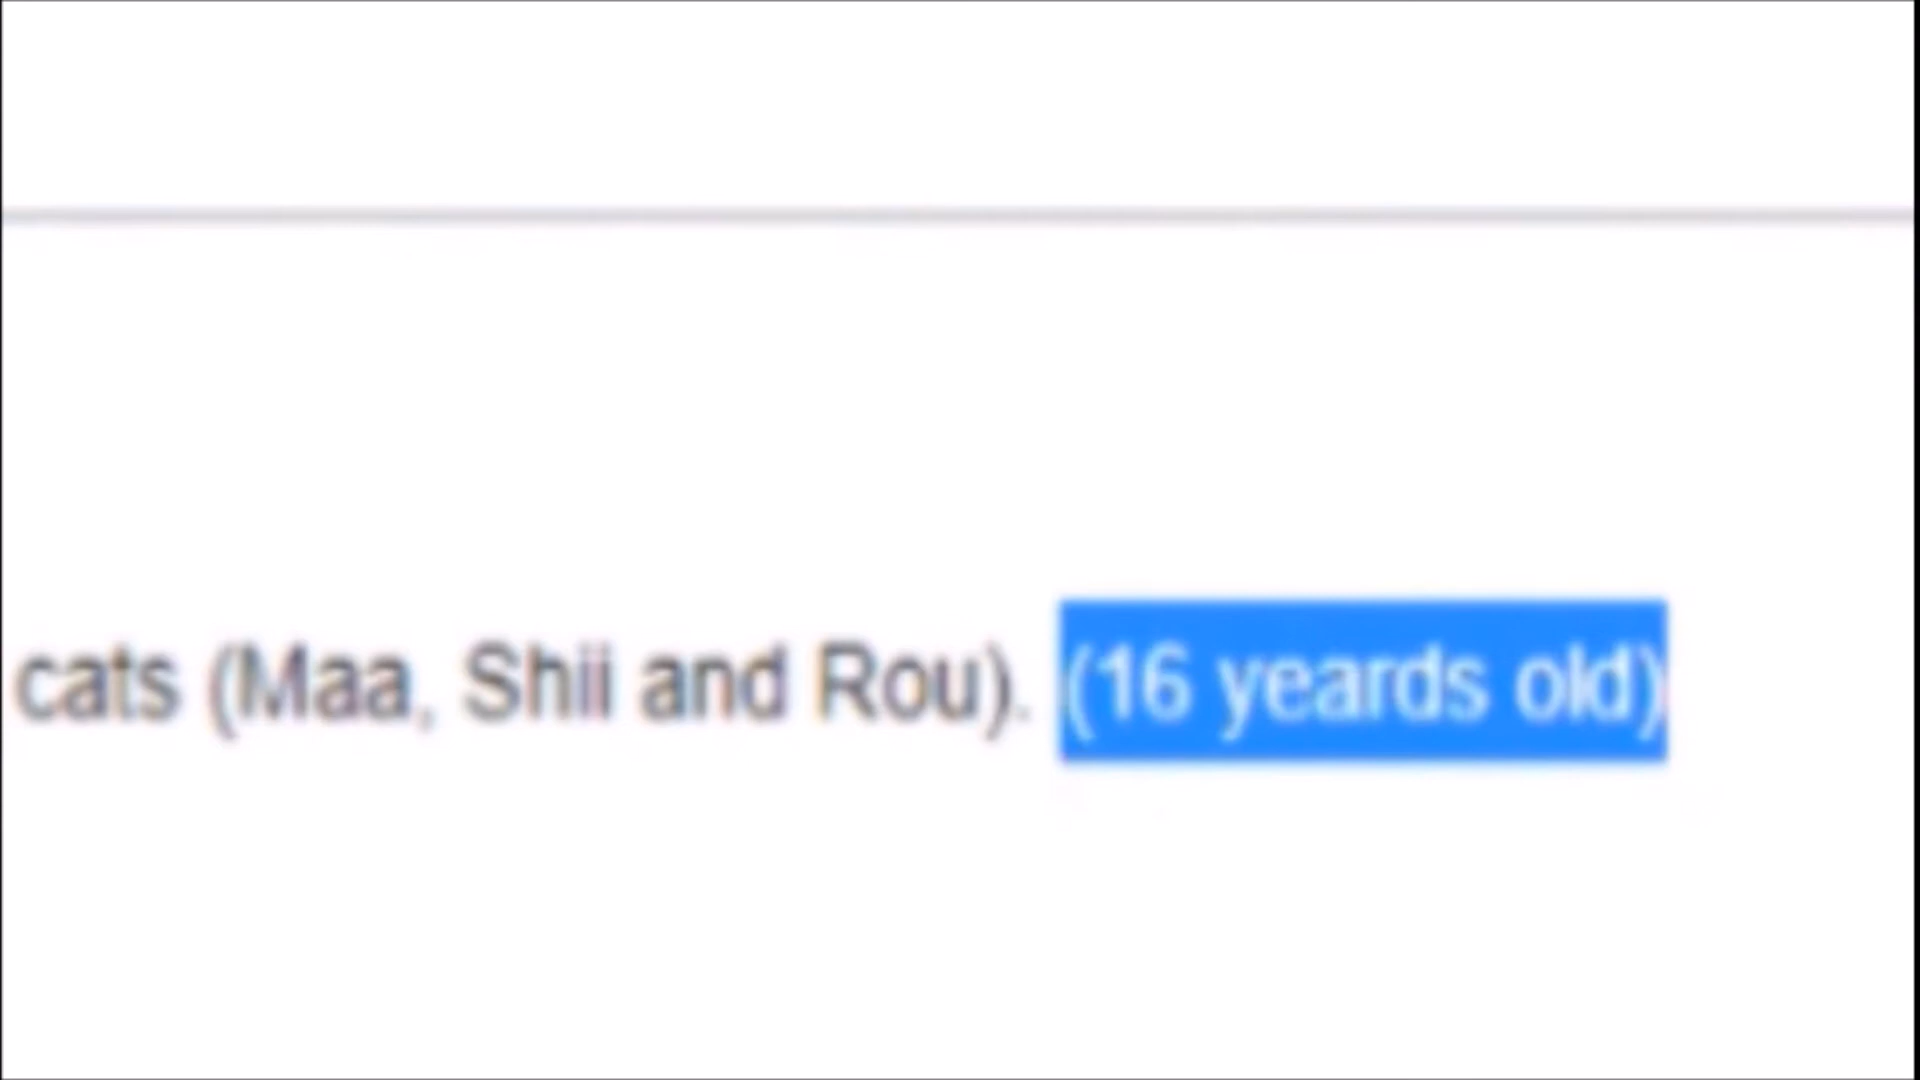 cats (Maa, Shii and Rou). (16 yeards old)